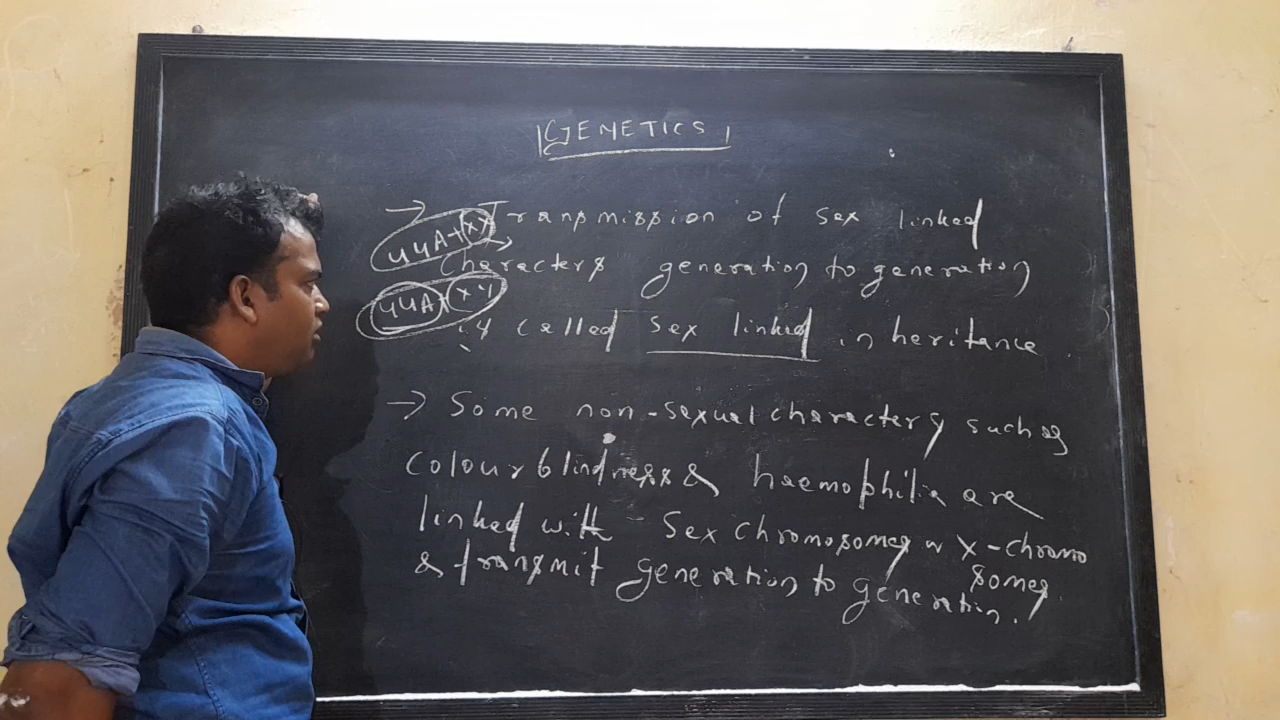 GENETICS
→ Transmission of sex linked
44A+XX
characters generation to generation
44A+XY
is called sex linked inheritance.
→ Some non-sexual characters such as
colour blindness & haemophilia are
linked with sex chromosomes or X-chromo
somes
& transmit generation to generation.